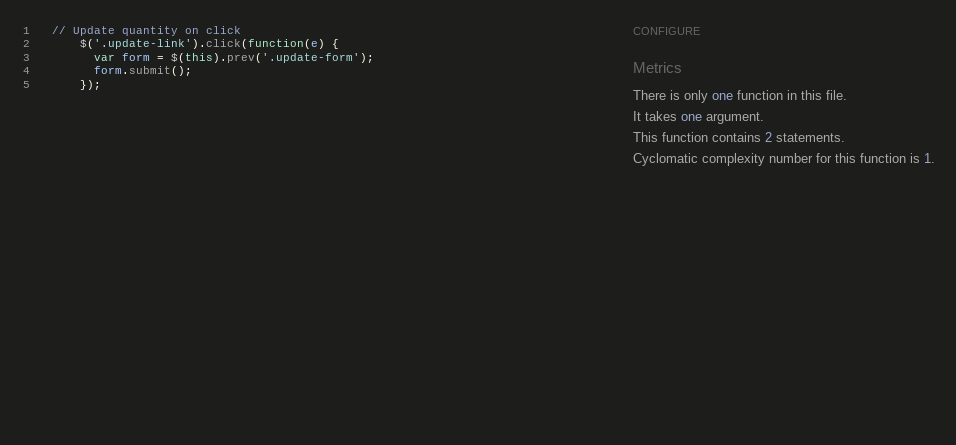 1 // Update quantity on click
2 $('.update-link').click(function(e) {
3 var form = $(this).prev('.update-form');
4 form.submit();
5 });
CONFIGURE
Metrics
There is only one function in this file.
It takes one argument.
This function contains 2 statements.
Cyclomatic complexity number for this function is 1.